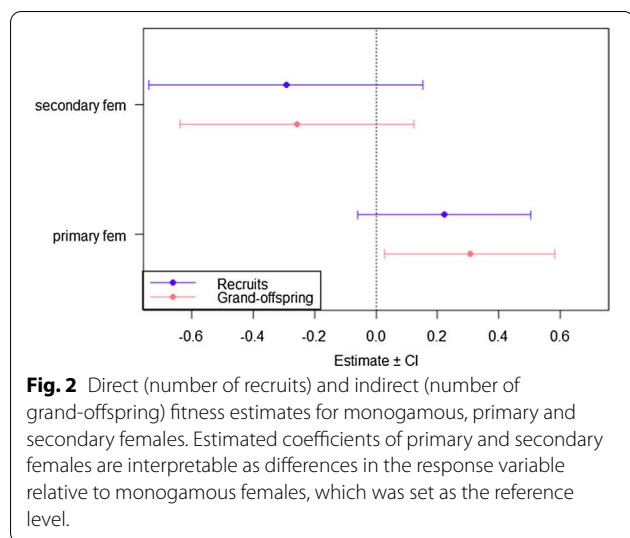 secondary fem
primary fem
Recruits
Grand-offspring
-0.6 -0.4 -0.2 0.0 0.2 0.4 0.6
Estimate ± CI
Fig. 2 Direct (number of recruits) and indirect (number of
grand-offspring) fitness estimates for monogamous, primary and
secondary females. Estimated coefficients of primary and secondary
females are interpretable as differences in the response variable
relative to monogamous females, which was set as the reference
level.